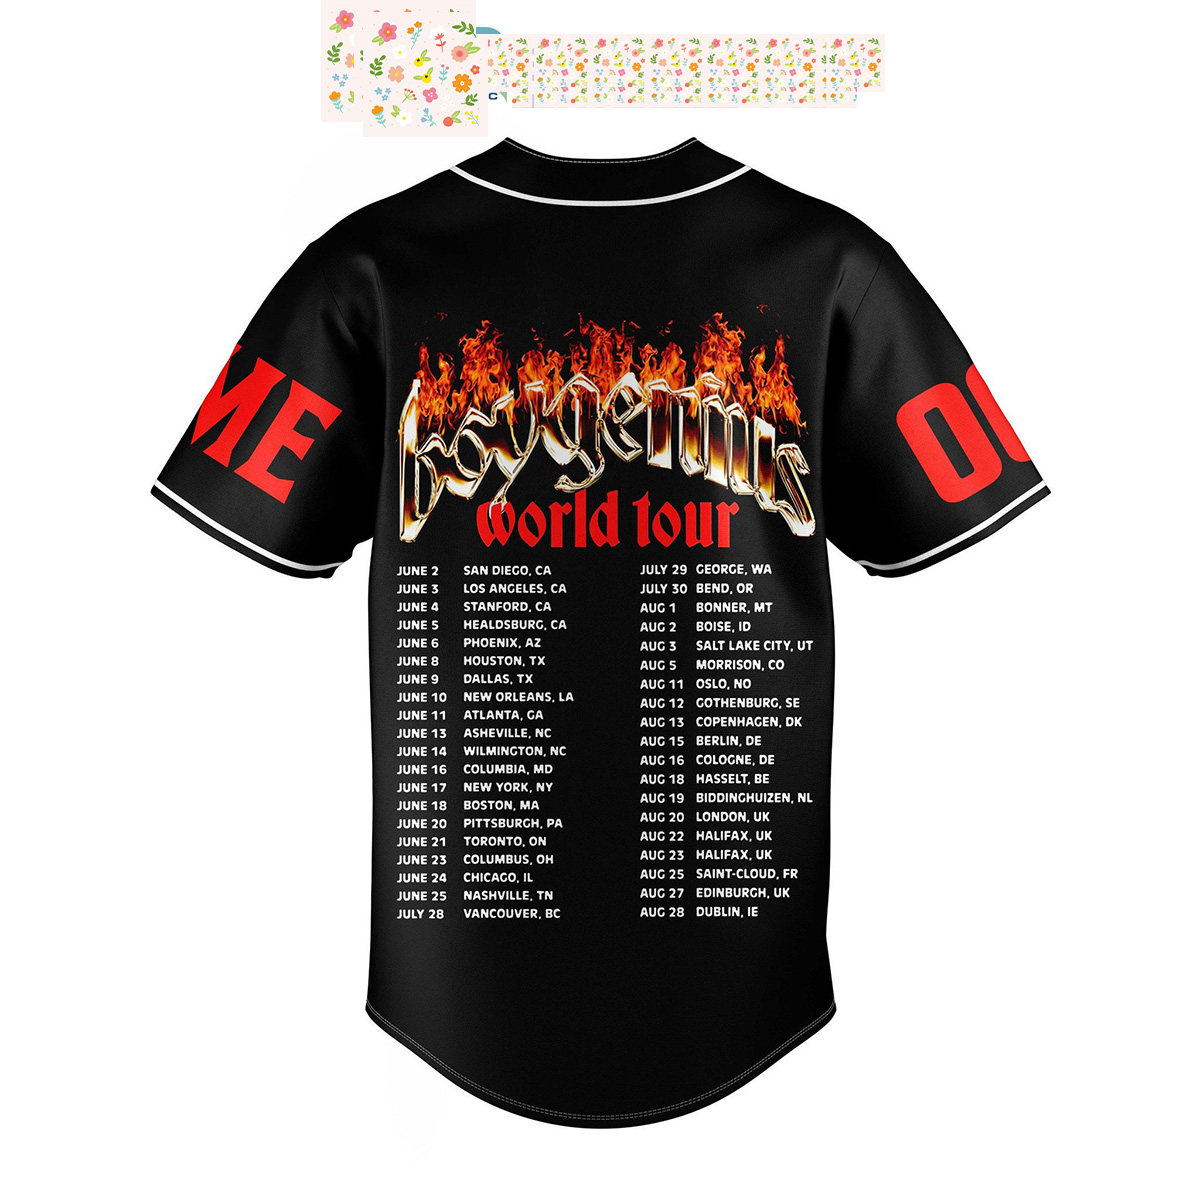 boygenius
world tour
ME
00
JUNE 2 SAN DIEGO, CA
JUNE 3 LOS ANGELES, CA
JUNE 4 STANFORD, CA
JUNE 5 HEALDSBURG, CA
JUNE 6 PHOENIX, AZ
JUNE 8 HOUSTON, TX
JUNE 9 DALLAS, TX
JUNE 10 NEW ORLEANS, LA
JUNE 11 ATLANTA, GA
JUNE 13 ASHEVILLE, NC
JUNE 14 WILMINGTON, NC
JUNE 16 COLUMBIA, MD
JUNE 17 NEW YORK, NY
JUNE 18 BOSTON, MA
JUNE 20 PITTSBURGH, PA
JUNE 21 TORONTO, ON
JUNE 23 COLUMBUS, OH
JUNE 24 CHICAGO, IL
JUNE 25 NASHVILLE, TN
JULY 28 VANCOUVER, BC
JULY 29 GEORGE, WA
JULY 30 BEND, OR
AUG 1 BONNER, MT
AUG 2 BOISE, ID
AUG 3 SALT LAKE CITY, UT
AUG 5 MORRISON, CO
AUG 11 OSLO, NO
AUG 12 GOTHENBURG, SE
AUG 13 COPENHAGEN, DK
AUG 15 BERLIN, DE
AUG 16 COLOGNE, DE
AUG 18 HASSELT, BE
AUG 19 BIDDINGHUIZEN, NL
AUG 20 LONDON, UK
AUG 22 HALIFAX, UK
AUG 23 HALIFAX, UK
AUG 25 SAINT-CLOUD, FR
AUG 27 EDINBURGH, UK
AUG 28 DUBLIN, IE